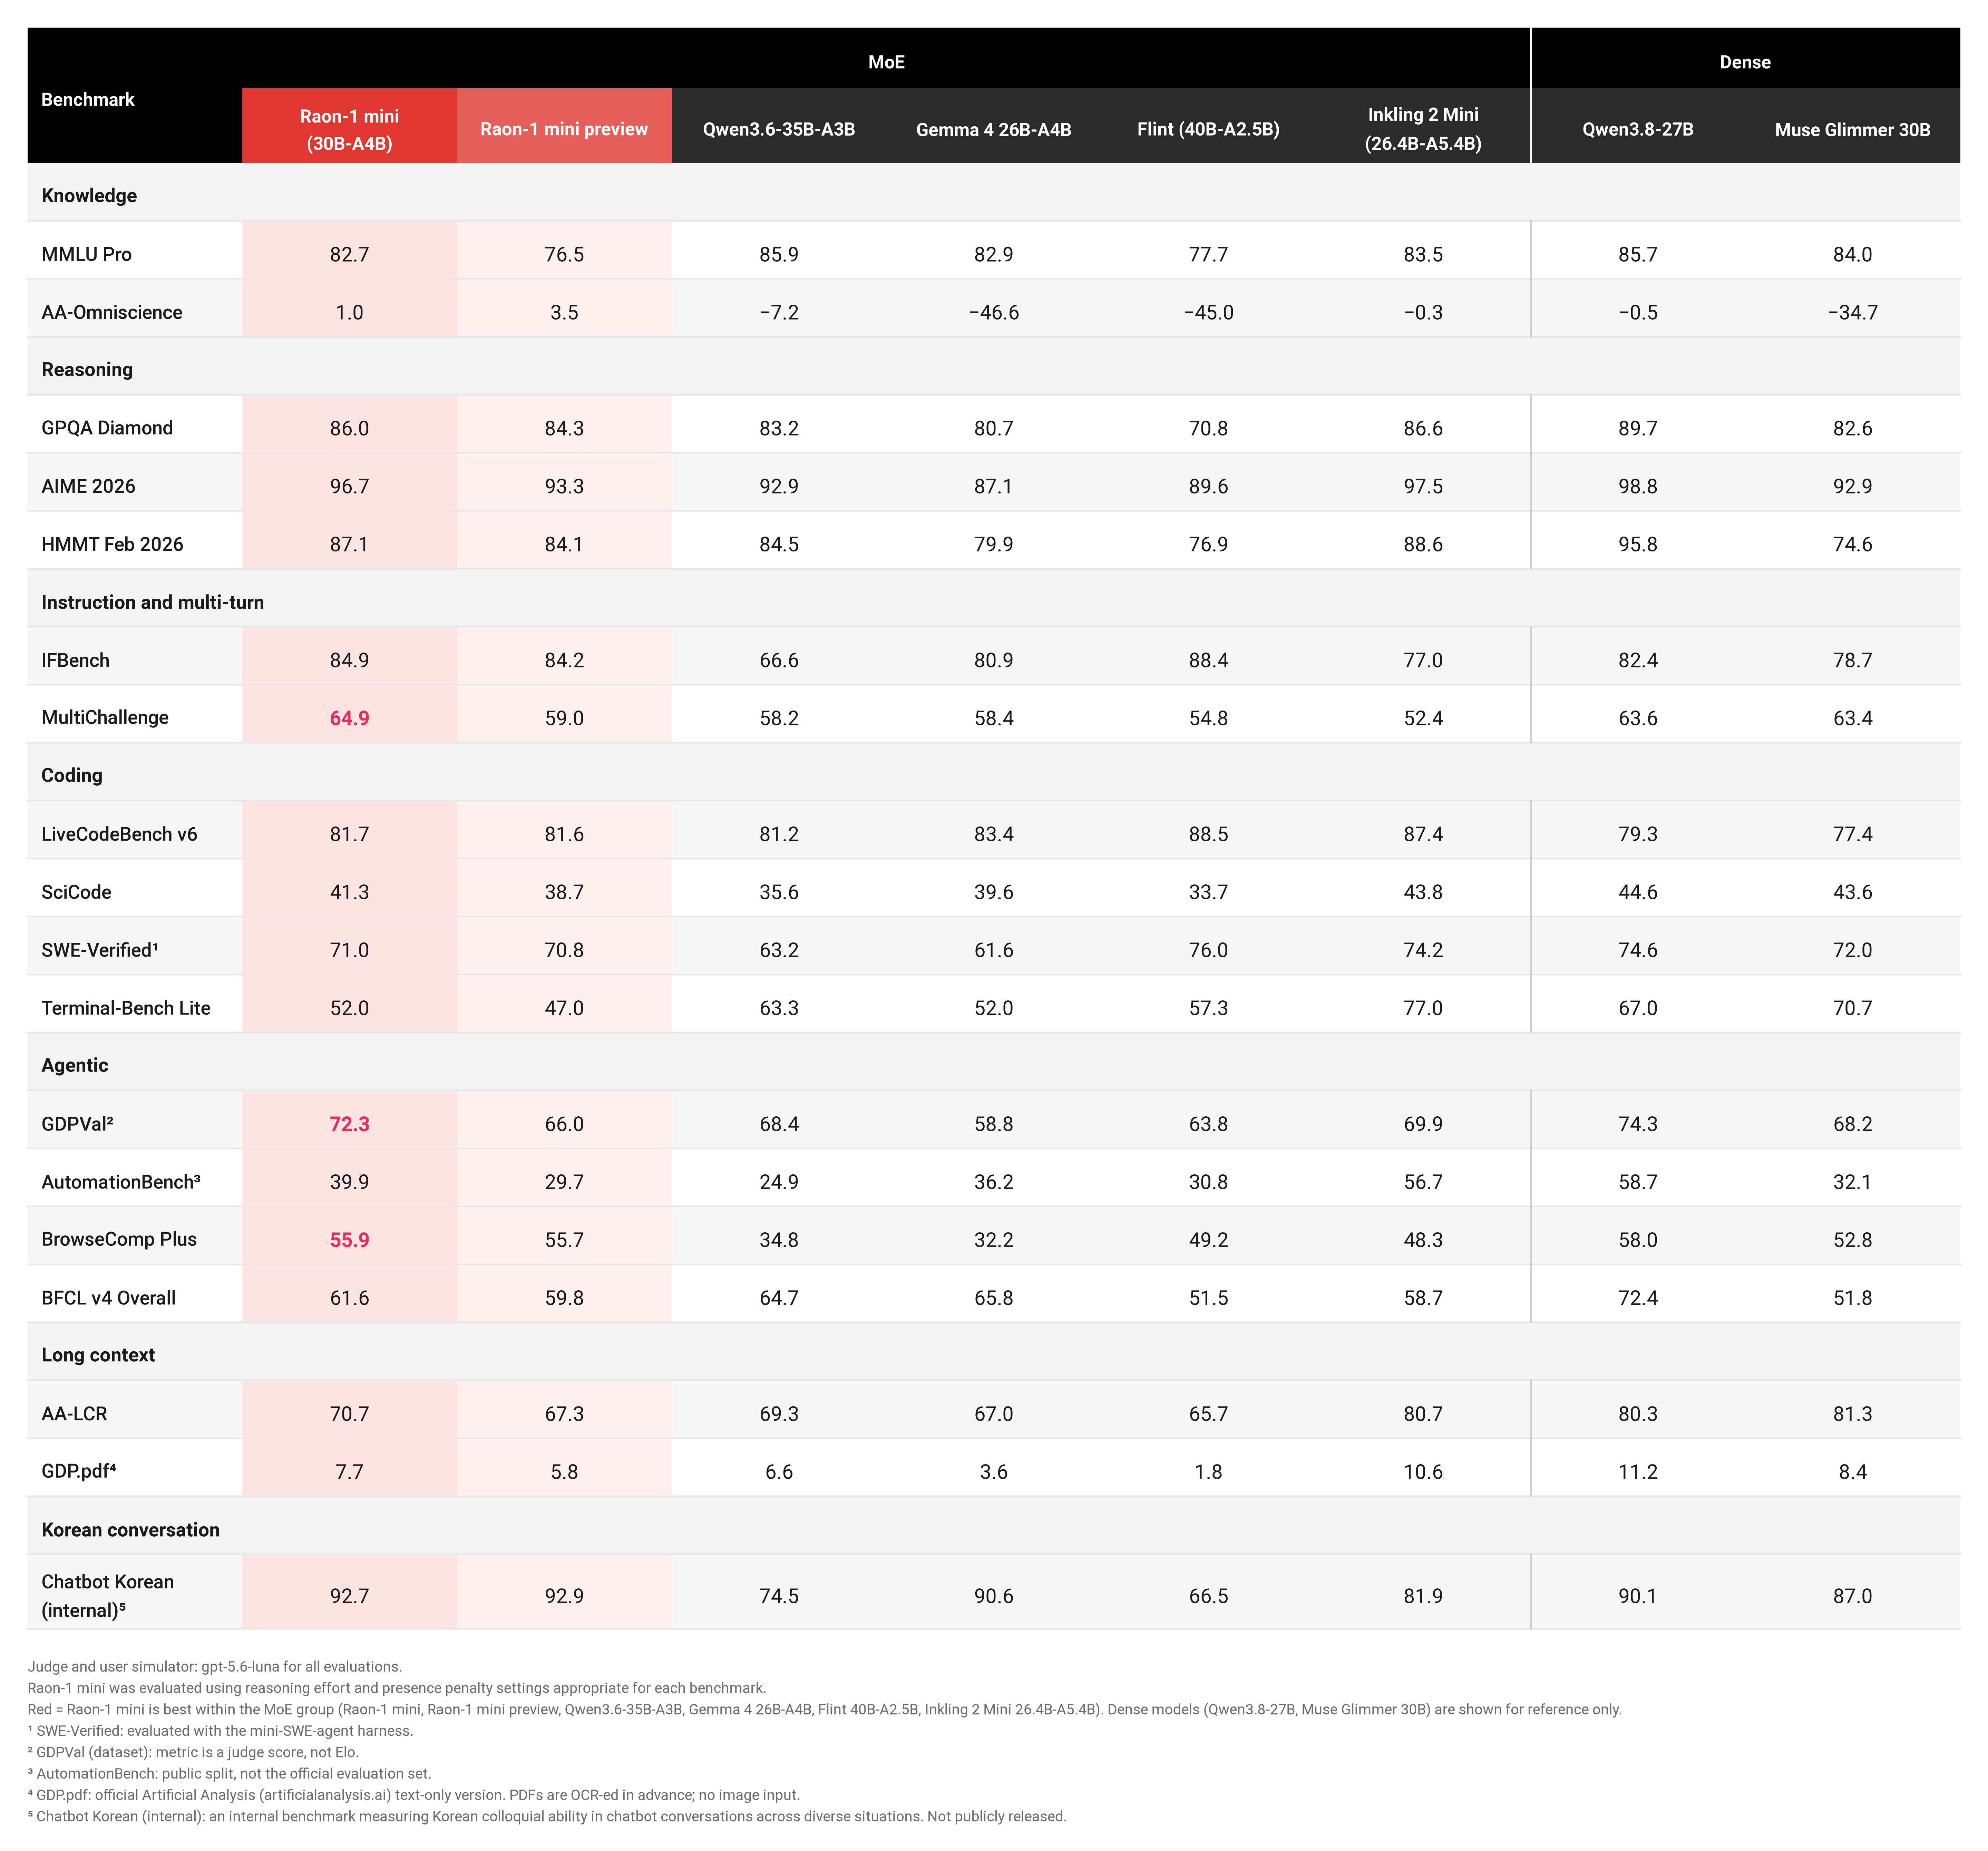 MoE Dense
Benchmark Raon-1 mini (30B-A4B) Raon-1 mini preview Qwen3.6-35B-A3B Gemma 4 26B-A4B Flint (40B-A2.5B) Inkling 2 Mini (26.4B-A5.4B) Qwen3.8-27B Muse Glimmer 30B
Knowledge
MMLU Pro 82.7 76.5 85.9 82.9 77.7 83.5 85.7 84.0
AA-Omniscience 1.0 3.5 −7.2 −46.6 −45.0 −0.3 −0.5 −34.7
Reasoning
GPQA Diamond 86.0 84.3 83.2 80.7 70.8 86.6 89.7 82.6
AIME 2026 96.7 93.3 92.9 87.1 89.6 97.5 98.8 92.9
HMMT Feb 2026 87.1 84.1 84.5 79.9 76.9 88.6 95.8 74.6
Instruction and multi-turn
IFBench 84.9 84.2 66.6 80.9 88.4 77.0 82.4 78.7
MultiChallenge 64.9 59.0 58.2 58.4 54.8 52.4 63.6 63.4
Coding
LiveCodeBench v6 81.7 81.6 81.2 83.4 88.5 87.4 79.3 77.4
SciCode 41.3 38.7 35.6 39.6 33.7 43.8 44.6 43.6
SWE-Verified¹ 71.0 70.8 63.2 61.6 76.0 74.2 74.6 72.0
Terminal-Bench Lite 52.0 47.0 63.3 52.0 57.3 77.0 67.0 70.7
Agentic
GDPVal² 72.3 66.0 68.4 58.8 63.8 69.9 74.3 68.2
AutomationBench³ 39.9 29.7 24.9 36.2 30.8 56.7 58.7 32.1
BrowseComp Plus 55.9 55.7 34.8 32.2 49.2 48.3 58.0 52.8
BFCL v4 Overall 61.6 59.8 64.7 65.8 51.5 58.7 72.4 51.8
Long context
AA-LCR 70.7 67.3 69.3 67.0 65.7 80.7 80.3 81.3
GDP.pdf⁴ 7.7 5.8 6.6 3.6 1.8 10.6 11.2 8.4
Korean conversation
Chatbot Korean (internal)⁵ 92.7 92.9 74.5 90.6 66.5 81.9 90.1 87.0
Judge and user simulator: gpt-5.6-luna for all evaluations.
Raon-1 mini was evaluated using reasoning effort and presence penalty settings appropriate for each benchmark.
Red = Raon-1 mini is best within the MoE group (Raon-1 mini, Raon-1 mini preview, Qwen3.6-35B-A3B, Gemma 4 26B-A4B, Flint 40B-A2.5B, Inkling 2 Mini 26.4B-A5.4B). Dense models (Qwen3.8-27B, Muse Glimmer 30B) are shown for reference only.
¹ SWE-Verified: evaluated with the mini-SWE-agent harness.
² GDPVal (dataset): metric is a judge score, not Elo.
³ AutomationBench: public split, not the official evaluation set.
⁴ GDP.pdf: official Artificial Analysis (artificialanalysis.ai) text-only version. PDFs are OCR-ed in advance; no image input.
⁵ Chatbot Korean (internal): an internal benchmark measuring Korean colloquial ability in chatbot conversations across diverse situations. Not publicly released.